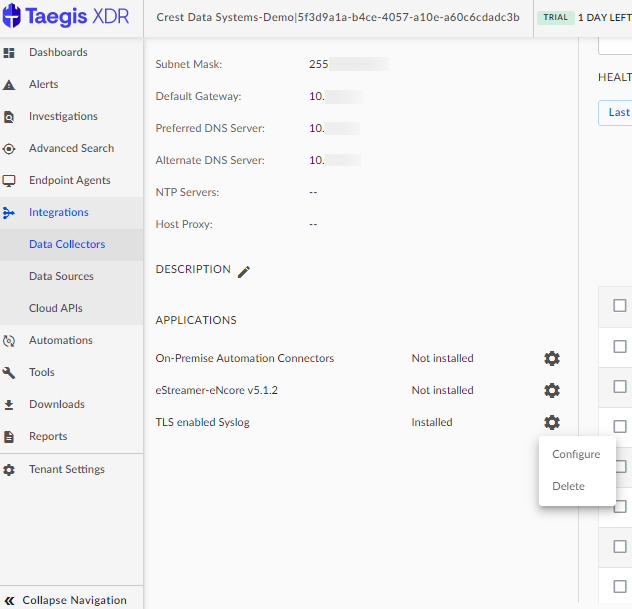 Taegis XDR
Crest Data Systems-Demo|5f3d9a1a-b4ce-4057-a10e-a60c6cdadc3b
TRIAL 1 DAY LEFT
Dashboards
Alerts
Investigations
Advanced Search
Endpoint Agents
Integrations
Data Collectors
Data Sources
Cloud APIs
Automations
Tools
Downloads
Reports
Tenant Settings
Collapse Navigation
Subnet Mask: 255
Default Gateway: 10.
Preferred DNS Server: 10.
Alternate DNS Server: 10.
NTP Servers: --
Host Proxy: --
DESCRIPTION
APPLICATIONS
On-Premise Automation Connectors Not installed
eStreamer-eNcore v5.1.2 Not installed
TLS enabled Syslog Installed
Configure
Delete
HEALT
Last